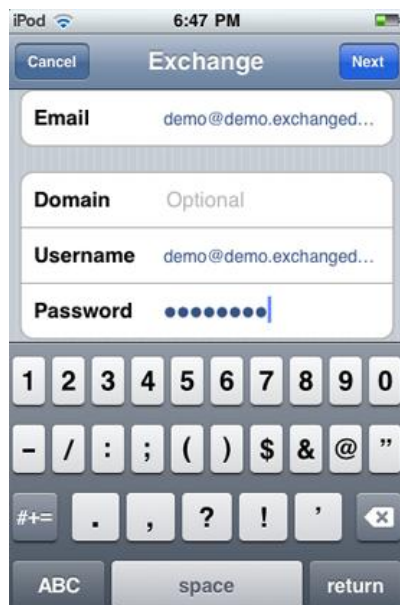 iPod 6:47 PM
Cancel Exchange Next
Email demo@demo.exchanged...
Domain Optional
Username demo@demo.exchanged...
Password ●●●●●●●●
1 2 3 4 5 6 7 8 9 0
- / : ; ( ) $ & @ "
#+= . , ? ! '
ABC space return